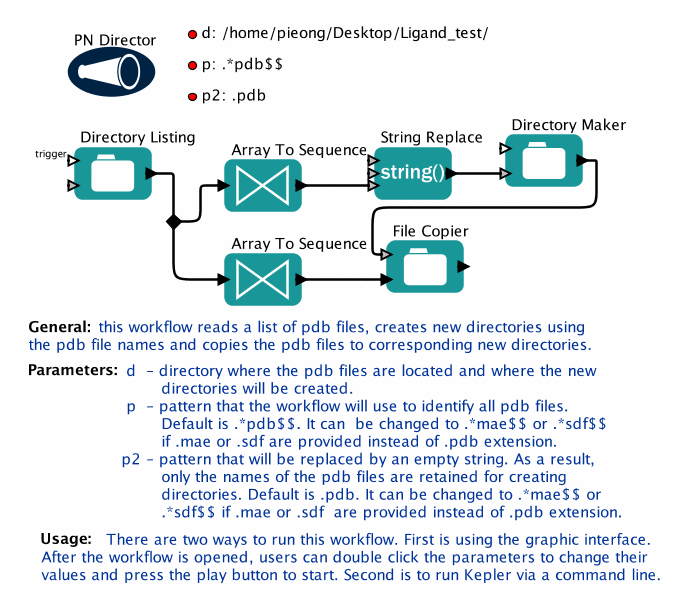 PN Director
d: /home/pieong/Desktop/Ligand_test/
p: .*pdb$$
p2: .pdb
Directory Listing
Array To Sequence
String Replace
Directory Maker
trigger
string()
Array To Sequence
File Copier
General: this workflow reads a list of pdb files, creates new directories using
the pdb file names and copies the pdb files to corresponding new directories.
Parameters: d – directory where the pdb files are located and where the new
directories will be created.
p – pattern that the workflow will use to identify all pdb files.
Default is .*pdb$$. It can be changed to .*mae$$ or .*sdf$$
if .mae or .sdf are provided instead of .pdb extension.
p2 – pattern that will be replaced by an empty string. As a result,
only the names of the pdb files are retained for creating
directories. Default is .pdb. It can be changed to .*mae$$ or
.*sdf$$ if .mae or .sdf are provided instead of .pdb extension.
Usage: There are two ways to run this workflow. First is using the graphic interface.
After the workflow is opened, users can double click the parameters to change their
values and press the play button to start. Second is to run Kepler via a command line.